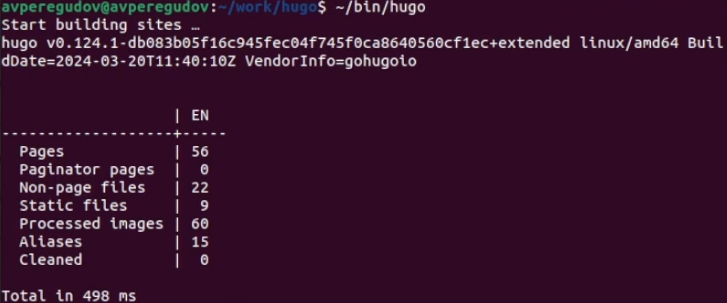 avperegudov@avperegudov:~/work/hugo$ ~/bin/hugo
Start building sites …
hugo v0.124.1-db083b05f16c945fec04f745f0ca8640560cf1ec+extended linux/amd64 Buil
dDate=2024-03-20T11:40:10Z VendorInfo=gohugoio
                   | EN
-------------------+-----
  Pages            | 56
  Paginator pages  |  0
  Non-page files   | 22
  Static files     |  9
  Processed images | 60
  Aliases          | 15
  Cleaned          |  0
Total in 498 ms